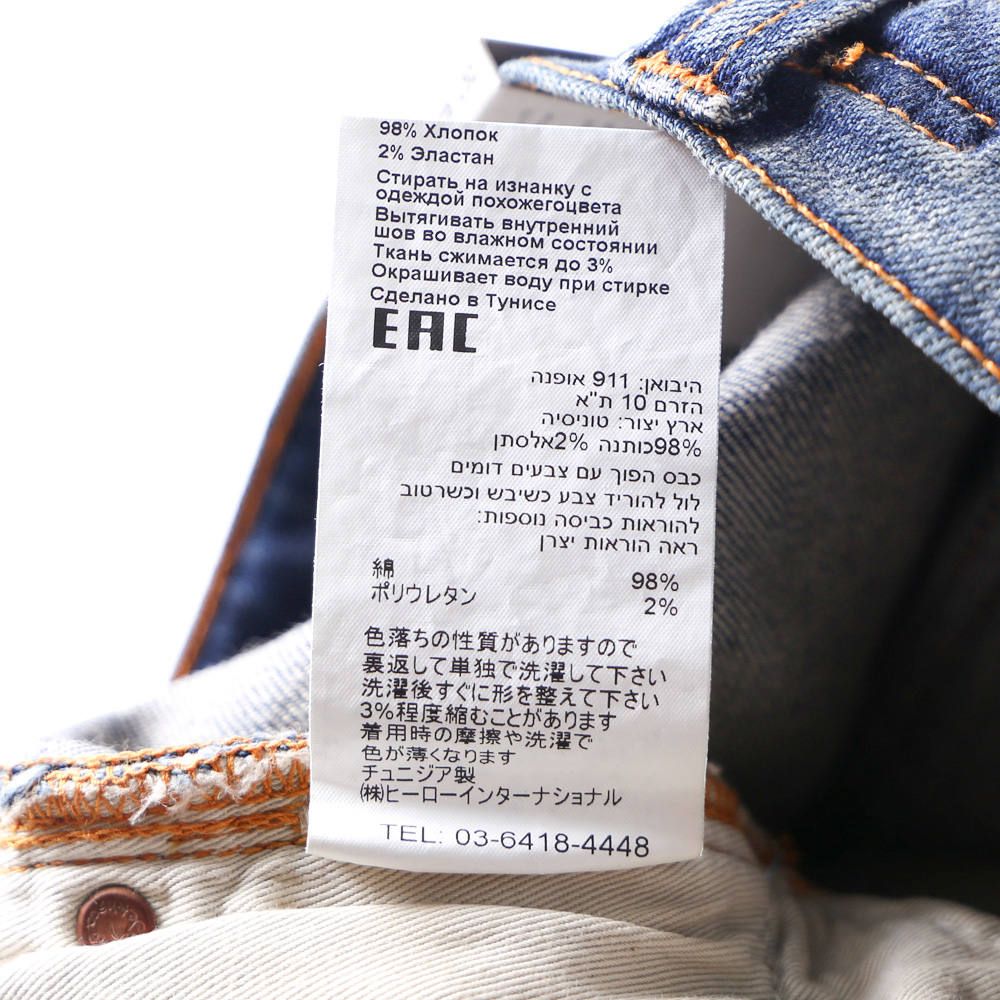 98% Хлопок
2% Эластан
Стирать на изнанку с
одеждой похожегоцвета
Вытягивать внутренний
шов во влажном состоянии
Ткань сжимается до 3%
Окрашивает воду при стирке
Сделано в Тунисе
EAC
היבואן: 911 אופנה
הזרם 10 ת"א
ארץ יצור: טוניסיה
98%כותנה 2%אלסתן
כבס הפוך עם צבעים דומים
לול להוריד צבע כשיבש וכשרטוב
להוראות כביסה נוספות:
ראה הוראות יצרן
綿 98%
ポリウレタン 2%
色落ちの性質がありますので
裏返して単独で洗濯して下さい
洗濯後すぐに形を整えて下さい
3%程度縮むことがあります
着用時の摩擦や洗濯で
色が薄くなります
チュニジア製
㈱ヒーローインターナショナル
TEL: 03-6418-4448